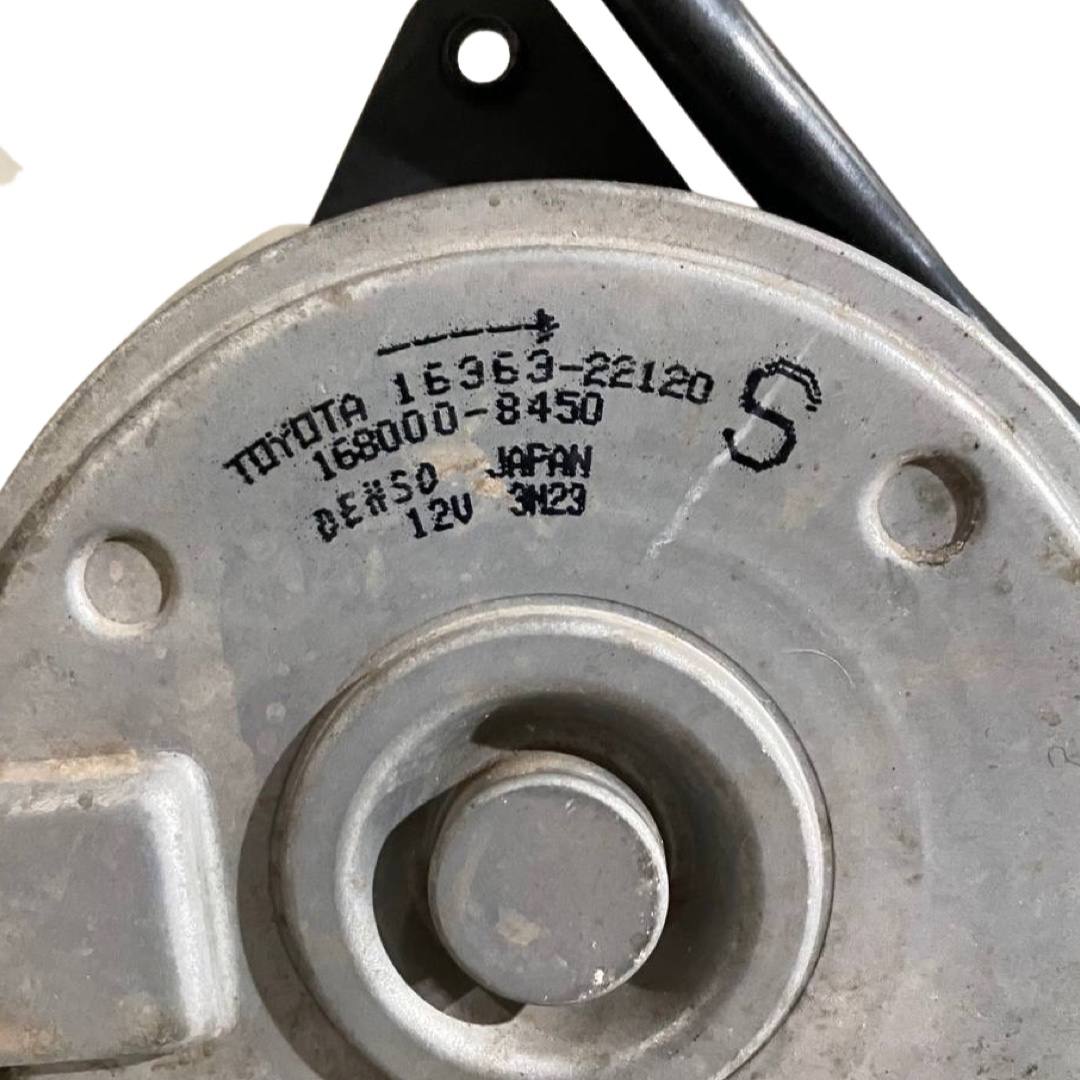 TOYOTA 16363-22120 S
168000-8450
DENSO JAPAN
12V 3M23